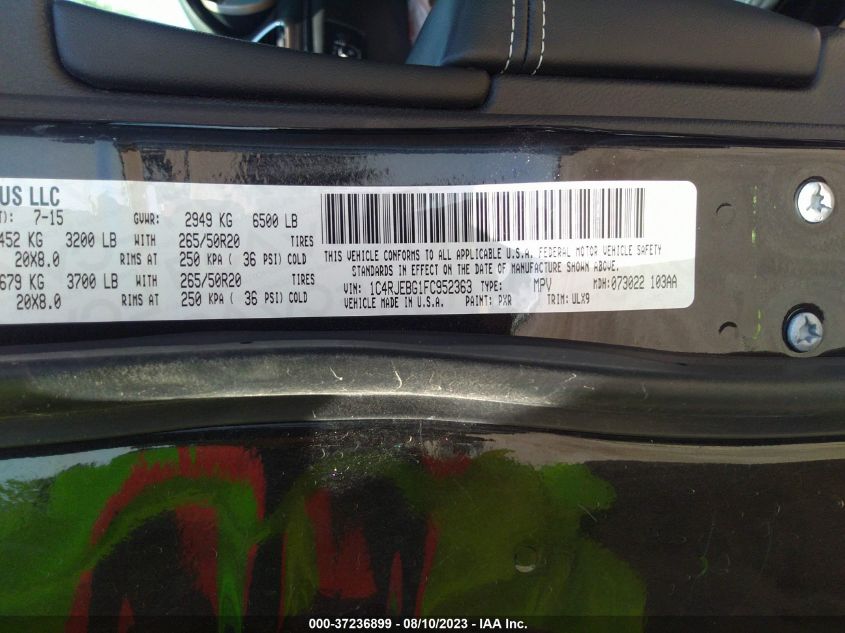 US LLC
7-15 GVWR: 2949 KG 6500 LB
452 KG 3200 LB WITH 265/50R20 TIRES
20X8.0 RIMS AT 250 KPA ( 36 PSI) COLD
679 KG 3700 LB WITH 265/50R20 TIRES
20X8.0 RIMS AT 250 KPA ( 36 PSI) COLD
THIS VEHICLE CONFORMS TO ALL APPLICABLE U.S.A. FEDERAL MOTOR VEHICLE SAFETY
STANDARDS IN EFFECT ON THE DATE OF MANUFACTURE SHOWN ABOVE.
VIN: 1C4RJEBG1FC952363 TYPE: MPV MDH: 073022 103AA
VEHICLE MADE IN U.S.A. PAINT: PXR TRIM: ULX9
000-37236899 — 08/10/2023 — IAA Inc.